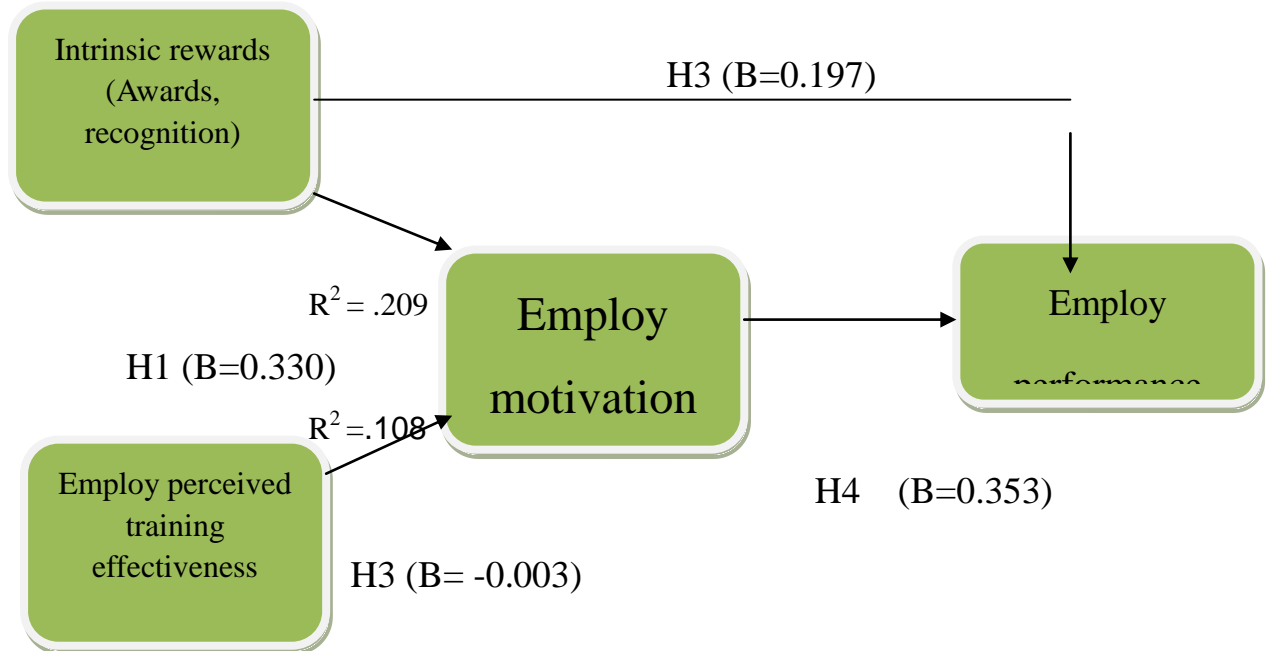 Intrinsic rewards
(Awards,
recognition)
H3 (B=0.197)
R² = .209
H1 (B=0.330)
R² =.108
Employ
motivation
Employ
performance
Employ perceived
training
effectiveness
H3 (B= -0.003)
H4 (B=0.353)